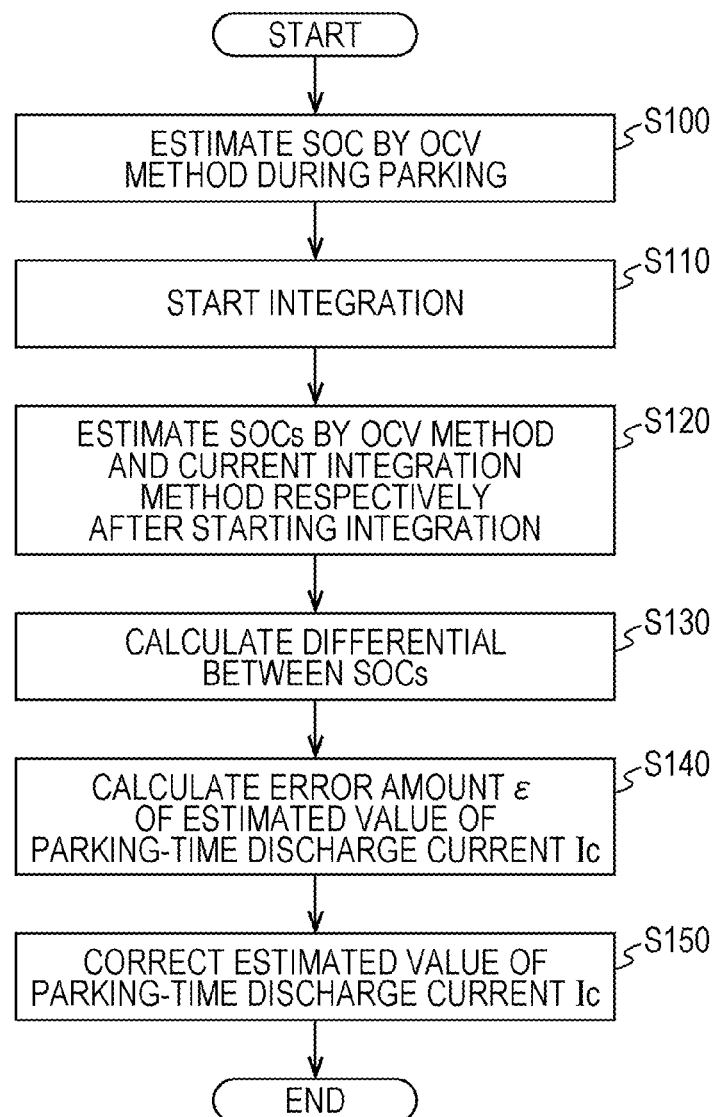 START
S100
ESTIMATE SOC BY OCV
METHOD DURING PARKING
S110
START INTEGRATION
S120
ESTIMATE SOCs BY OCV METHOD
AND CURRENT INTEGRATION
METHOD RESPECTIVELY
AFTER STARTING INTEGRATION
S130
CALCULATE DIFFERENTIAL
BETWEEN SOCs
S140
CALCULATE ERROR AMOUNT ε
OF ESTIMATED VALUE OF
PARKING-TIME DISCHARGE CURRENT Ic
S150
CORRECT ESTIMATED VALUE OF
PARKING-TIME DISCHARGE CURRENT Ic
END